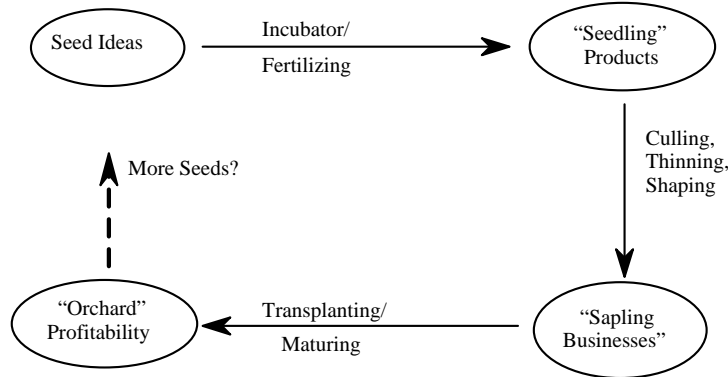 Seed Ideas
Incubator/
Fertilizing
“Seedling”
Products
Culling,
Thinning,
Shaping
More Seeds?
“Orchard”
Profitability
Transplanting/
Maturing
“Sapling
Businesses”